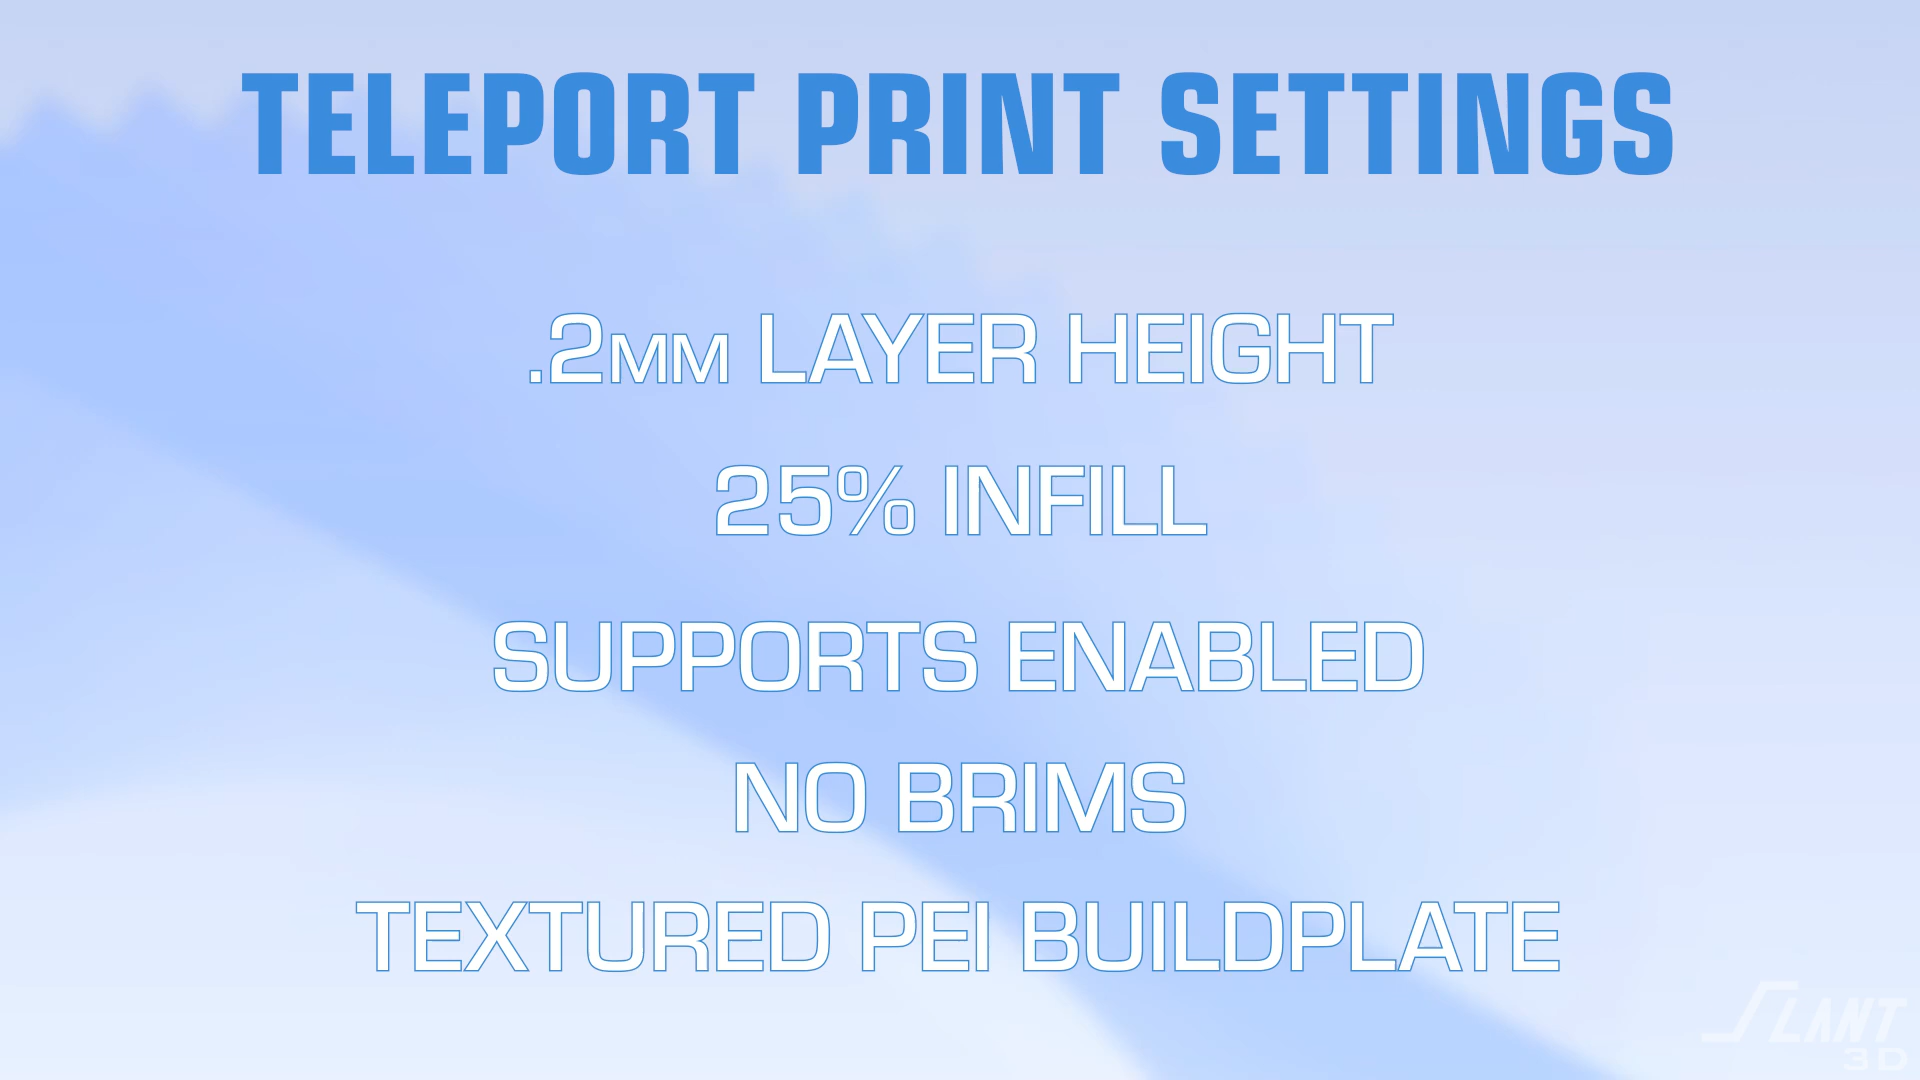 TELEPORT PRINT SETTINGS
.2MM LAYER HEIGHT
25% INFILL
SUPPORTS ENABLED
NO BRIMS
TEXTURED PEI BUILDPLATE
SLANT
3D